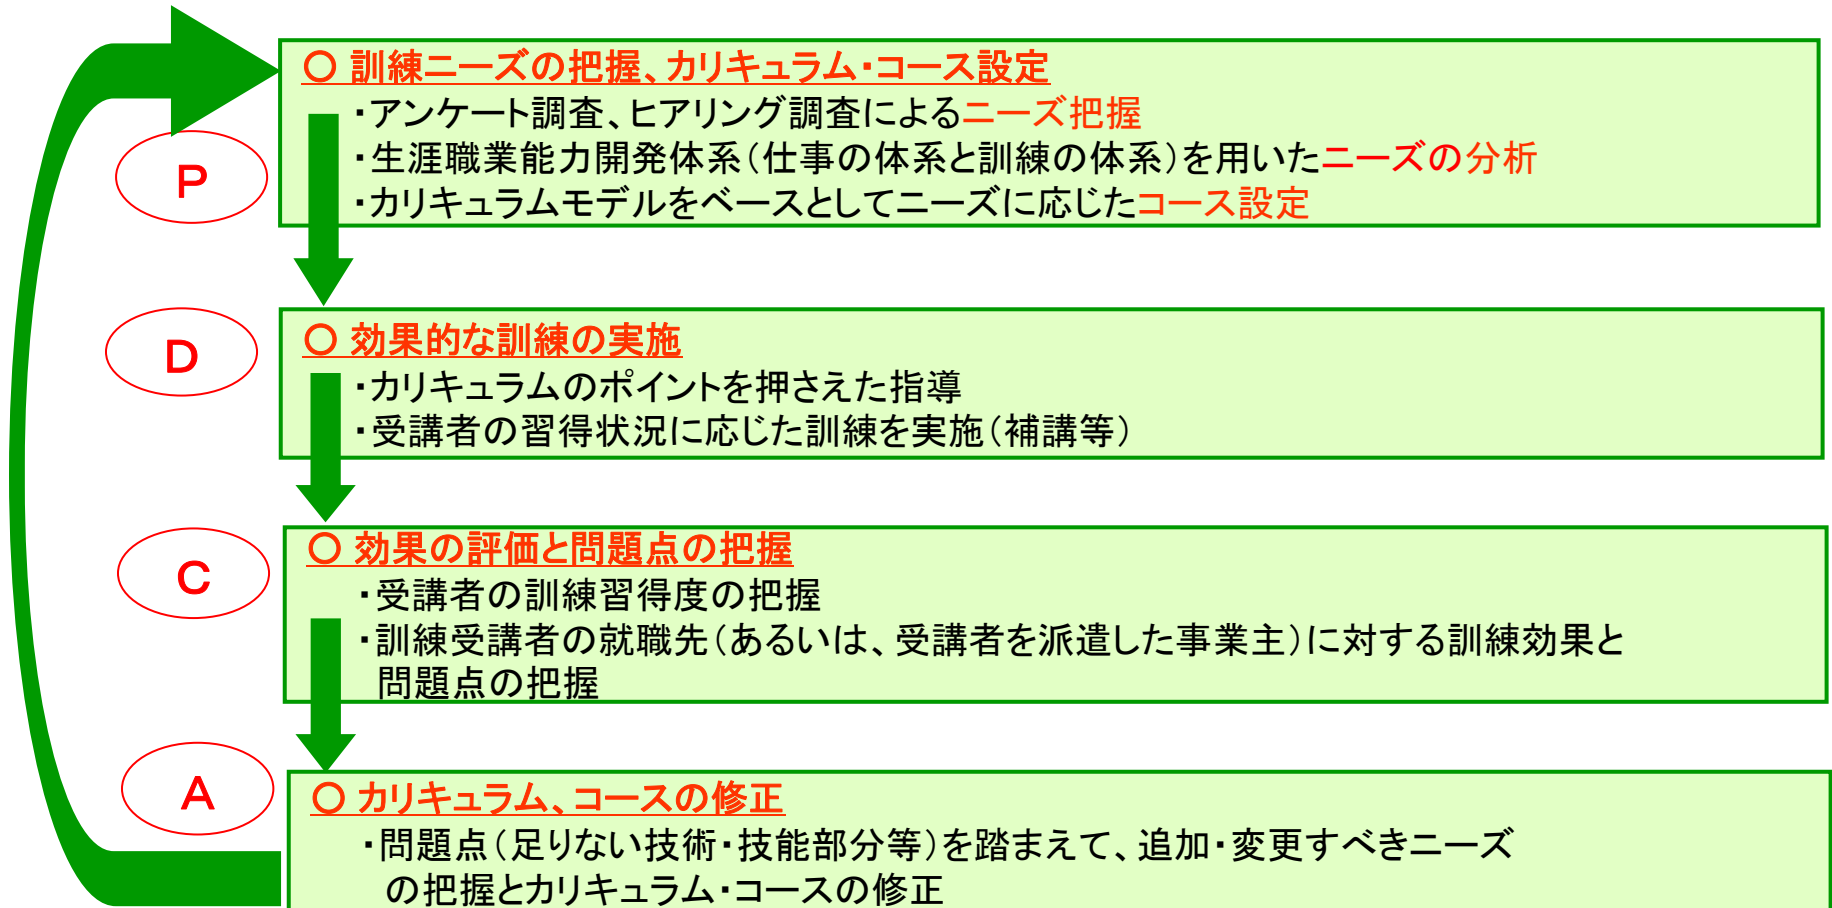 ○ 訓練ニーズの把握、カリキュラム・コース設定
・アンケート調査、ヒアリング調査によるニーズ把握
P
・生涯職業能力開発体系(仕事の体系と訓練の体系)を用いたニーズの分析
・カリキュラムモデルをベースとしてニーズに応じたコース設定
D
○ 効果的な訓練の実施
・カリキュラムのポイントを押さえた指導
・受講者の習得状況に応じた訓練を実施(補講等)
C
○ 効果の評価と問題点の把握
・受講者の訓練習得度の把握
・訓練受講者の就職先(あるいは、受講者を派遣した事業主)に対する訓練効果と
問題点の把握
A
○ カリキュラム、コースの修正
・問題点(足りない技術・技能部分等)を踏まえて、追加・変更すべきニーズ
の把握とカリキュラム・コースの修正